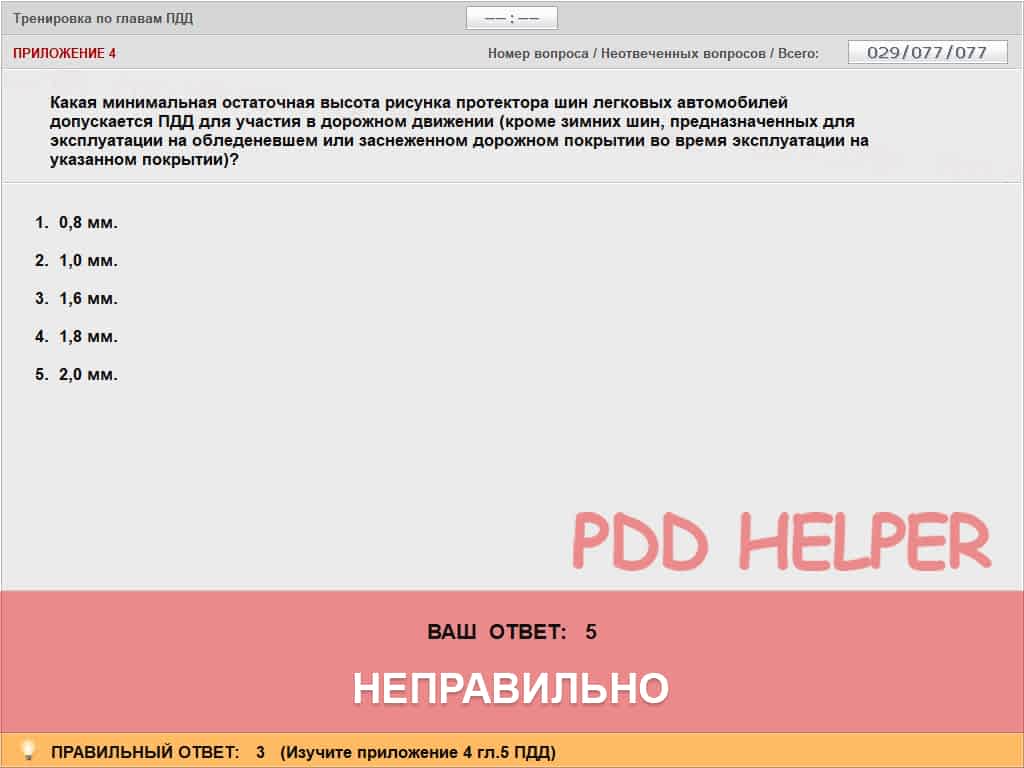 Тренировка по главам ПДД
−− : −−
ПРИЛОЖЕНИЕ 4
Номер вопроса / Неотвеченных вопросов / Всего:
029/077/077
Какая минимальная остаточная высота рисунка протектора шин легковых автомобилей
допускается ПДД для участия в дорожном движении (кроме зимних шин, предназначенных для
эксплуатации на обледеневшем или заснеженном дорожном покрытии во время эксплуатации на
указанном покрытии)?
1. 0,8 мм.
2. 1,0 мм.
3. 1,6 мм.
4. 1,8 мм.
5. 2,0 мм.
PDD HELPER
ВАШ ОТВЕТ: 5
НЕПРАВИЛЬНО
ПРАВИЛЬНЫЙ ОТВЕТ: 3 (Изучите приложение 4 гл.5 ПДД)